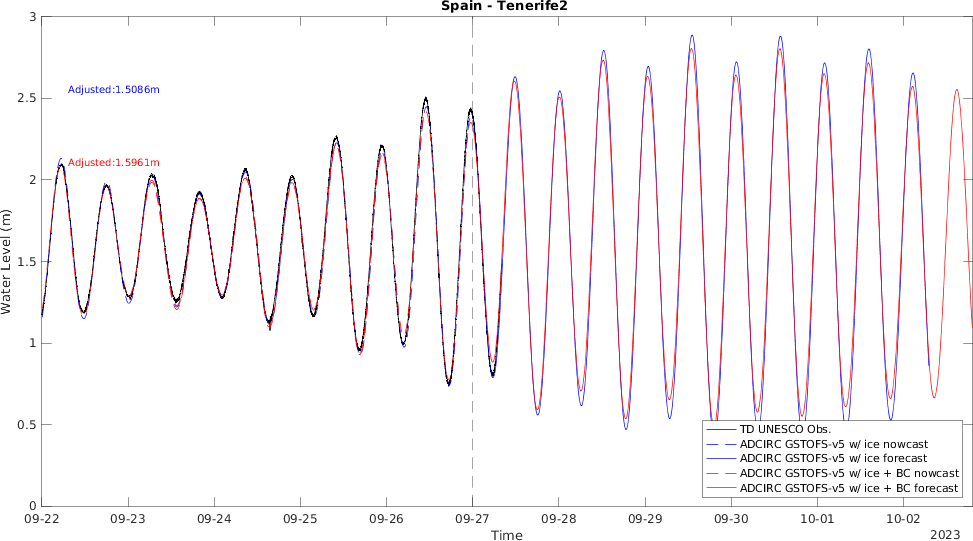 Spain - Tenerife2
3
2.5
2
1.5
1
0.5
0
Water Level (m)
Adjusted:1.5086m
Adjusted:1.5961m
TD UNESCO Obs.
ADCIRC GSTOFS-v5 w/ ice nowcast
ADCIRC GSTOFS-v5 w/ ice forecast
ADCIRC GSTOFS-v5 w/ ice + BC nowcast
ADCIRC GSTOFS-v5 w/ ice + BC forecast
09-22 09-23 09-24 09-25 09-26 09-27 09-28 09-29 09-30 10-01 10-02
Time
2023